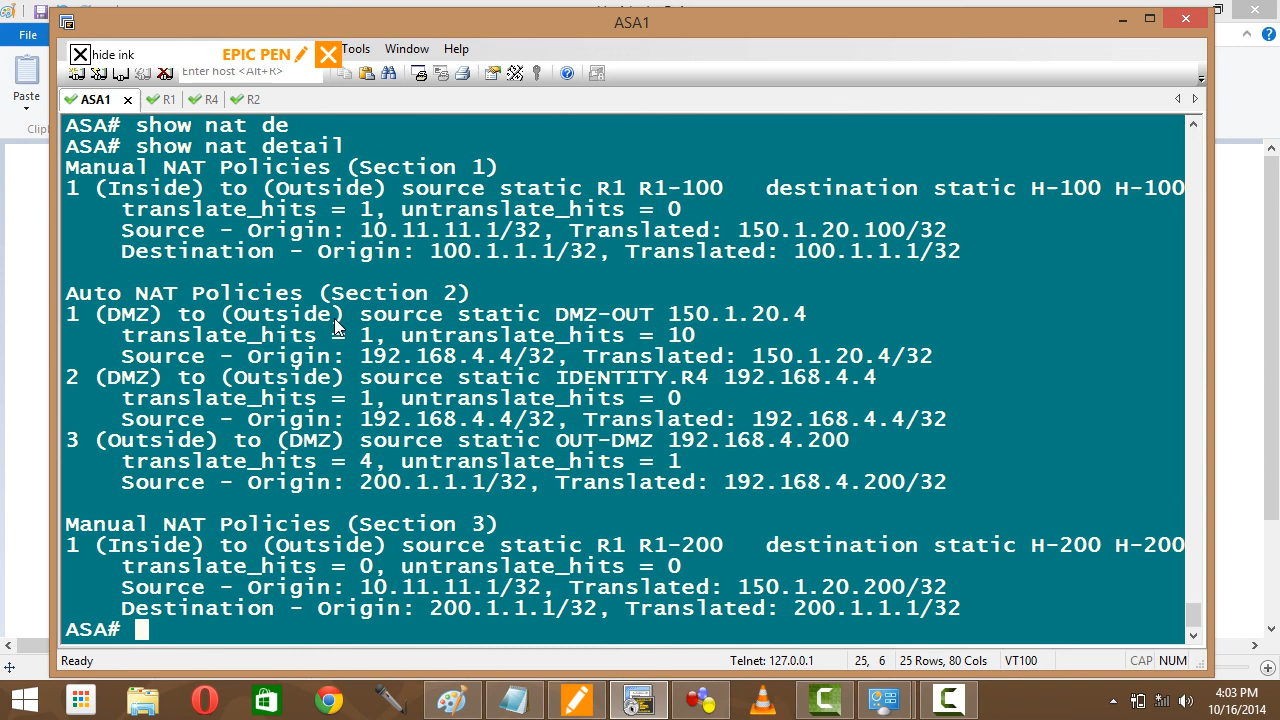 ASA1
File
hide ink
EPIC PEN
Tools
Window
Help
Enter host <Alt+R>
Paste
ASA1
R1
R4
R2
ASA# show nat de
ASA# show nat detail
Manual NAT Policies (Section 1)
1 (Inside) to (Outside) source static R1 R1-100 destination static H-100 H-100
translate_hits = 1, untranslate_hits = 0
Source - Origin: 10.11.11.1/32, Translated: 150.1.20.100/32
Destination - Origin: 100.1.1.1/32, Translated: 100.1.1.1/32
Auto NAT Policies (Section 2)
1 (DMZ) to (Outside) source static DMZ-OUT 150.1.20.4
translate_hits = 1, untranslate_hits = 10
Source - Origin: 192.168.4.4/32, Translated: 150.1.20.4/32
2 (DMZ) to (Outside) source static IDENTITY.R4 192.168.4.4
translate_hits = 1, untranslate_hits = 0
Source - Origin: 192.168.4.4/32, Translated: 192.168.4.4/32
3 (Outside) to (DMZ) source static OUT-DMZ 192.168.4.200
translate_hits = 4, untranslate_hits = 1
Source - Origin: 200.1.1.1/32, Translated: 192.168.4.200/32
Manual NAT Policies (Section 3)
1 (Inside) to (Outside) source static R1 R1-200 destination static H-200 H-200
translate_hits = 0, untranslate_hits = 0
Source - Origin: 10.11.11.1/32, Translated: 150.1.20.200/32
Destination - Origin: 200.1.1.1/32, Translated: 200.1.1.1/32
ASA#
Ready
Telnet: 127.0.0.1
25, 6
25 Rows, 80 Cols
VT100
CAP
NUM
4:03 PM
10/16/2014